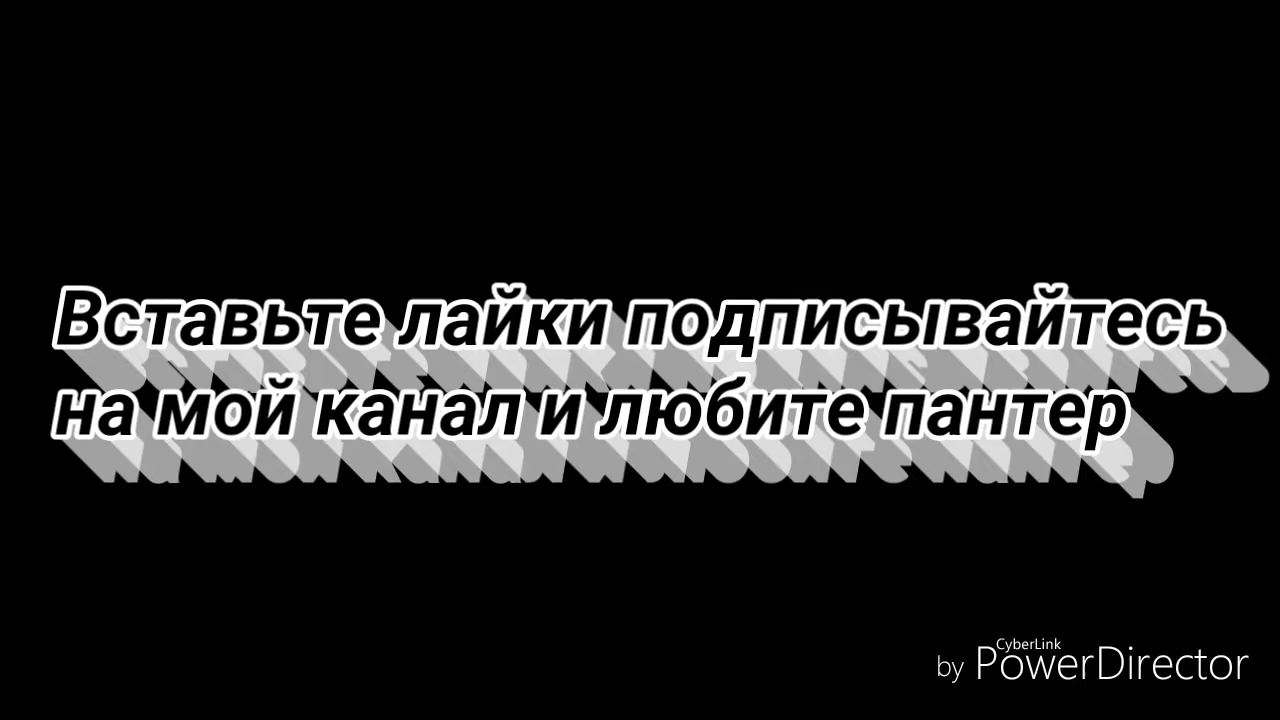 Вставьте лайки подписывайтесь
на мой канал и любите пантер
CyberLink
by PowerDirector